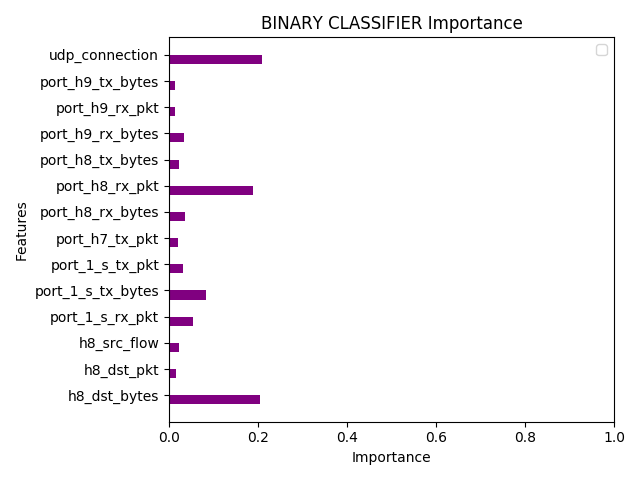 BINARY CLASSIFIER Importance
udp_connection
port_h9_tx_bytes
port_h9_rx_pkt
port_h9_rx_bytes
port_h8_tx_bytes
port_h8_rx_pkt
port_h8_rx_bytes
port_h7_tx_pkt
port_1_s_tx_pkt
port_1_s_tx_bytes
port_1_s_rx_pkt
h8_src_flow
h8_dst_pkt
h8_dst_bytes
Features
0.0 0.2 0.4 0.6 0.8 1.0
Importance